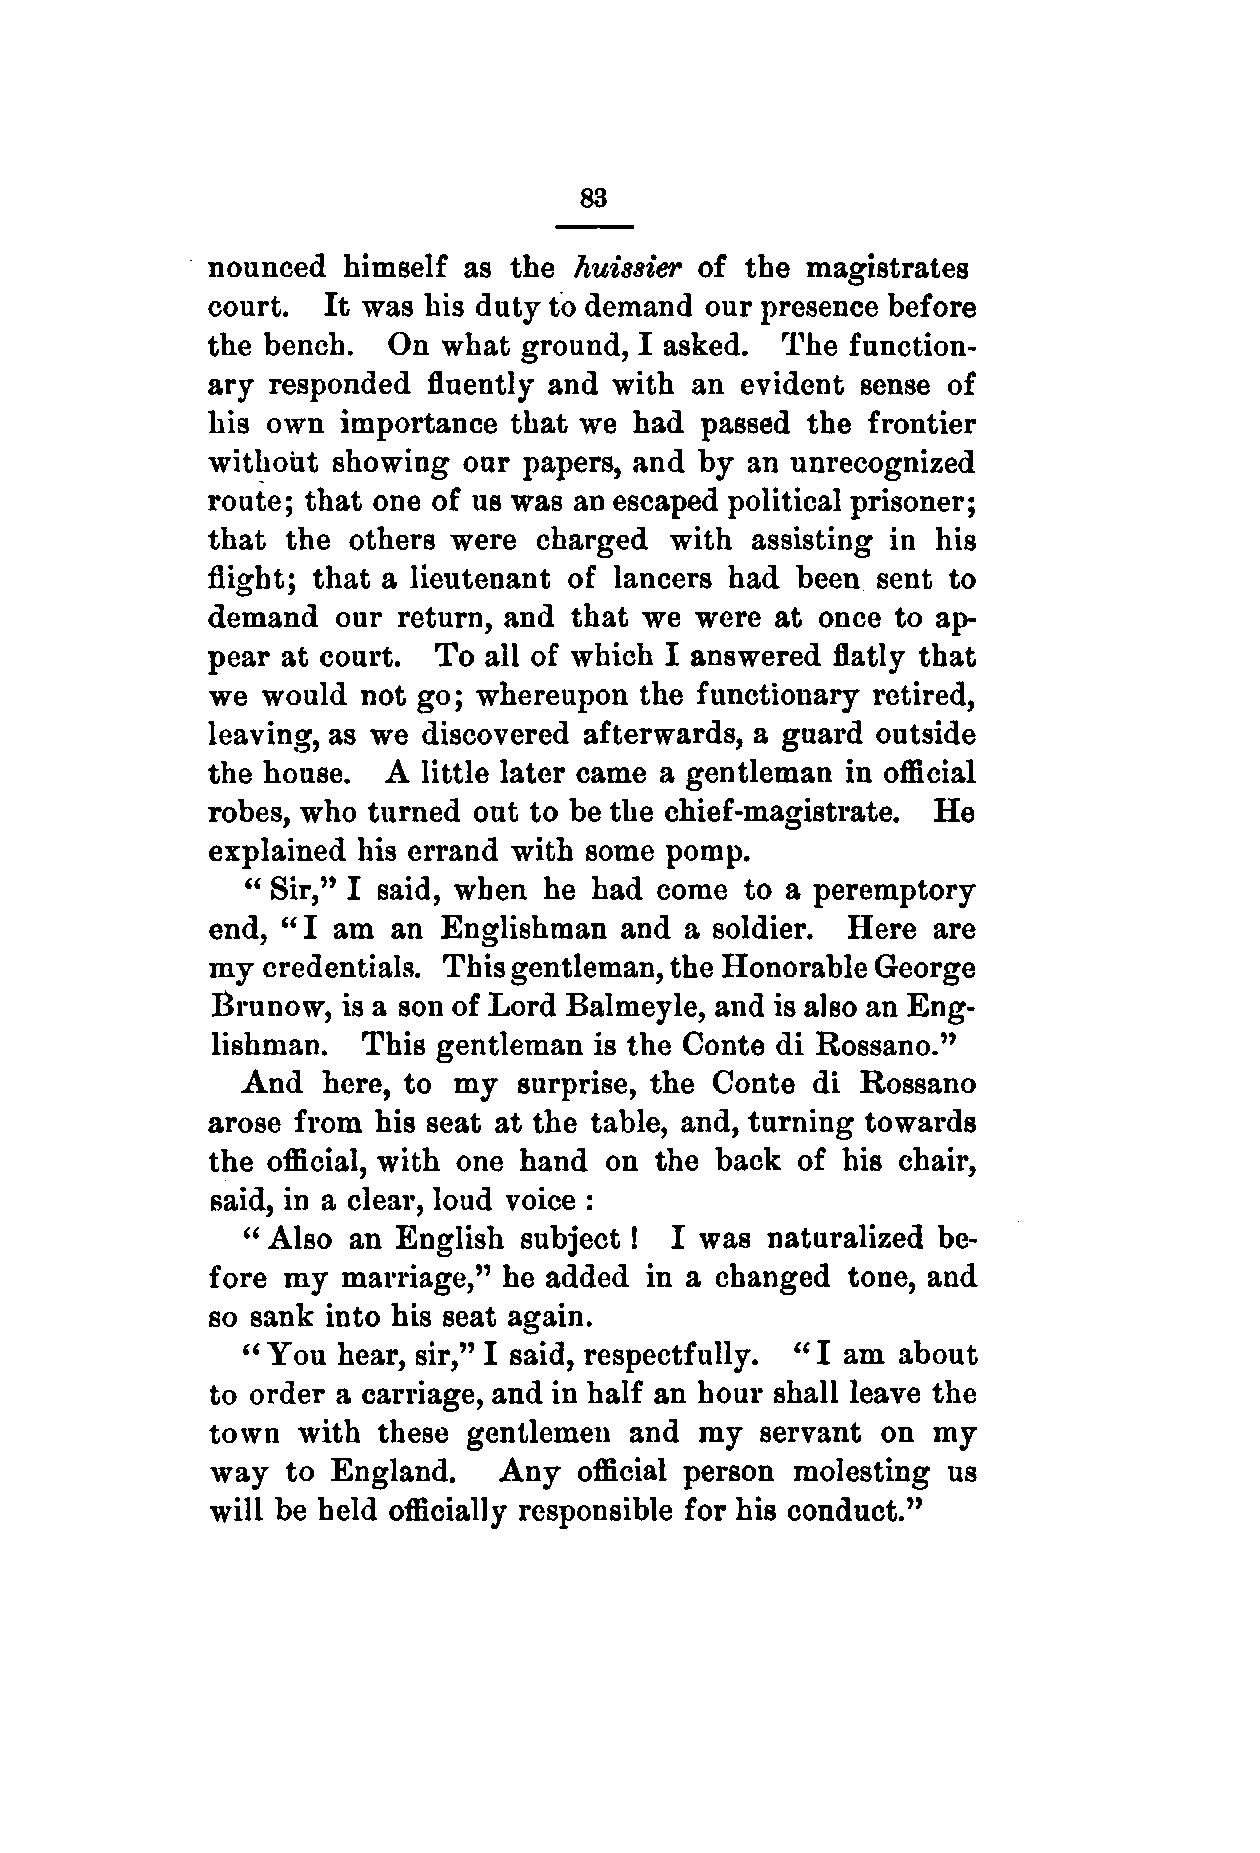 83
nounced himself as the huissier of the magistrates
court. It was his duty to demand our presence before
the bench. On what ground, I asked. The function-
ary responded fluently and with an evident sense of
his own importance that we had passed the frontier
without showing our papers, and by an unrecognized
route; that one of us was an escaped political prisoner;
that the others were charged with assisting in his
flight; that a lieutenant of lancers had been sent to
demand our return, and that we were at once to ap-
pear at court. To all of which I answered flatly that
we would not go; whereupon the functionary retired,
leaving, as we discovered afterwards, a guard outside
the house. A little later came a gentleman in official
robes, who turned out to be the chief-magistrate. He
explained his errand with some pomp.
“Sir,” I said, when he had come to a peremptory
end, “I am an Englishman and a soldier. Here are
my credentials. This gentleman, the Honorable George
Brunow, is a son of Lord Balmeyle, and is also an Eng-
lishman. This gentleman is the Conte di Rossano.”
And here, to my surprise, the Conte di Rossano
arose from his seat at the table, and, turning towards
the official, with one hand on the back of his chair,
said, in a clear, loud voice :
“Also an English subject ! I was naturalized be-
fore my marriage,” he added in a changed tone, and
so sank into his seat again.
“You hear, sir,” I said, respectfully. “I am about
to order a carriage, and in half an hour shall leave the
town with these gentlemen and my servant on my
way to England. Any official person molesting us
will be held officially responsible for his conduct.”